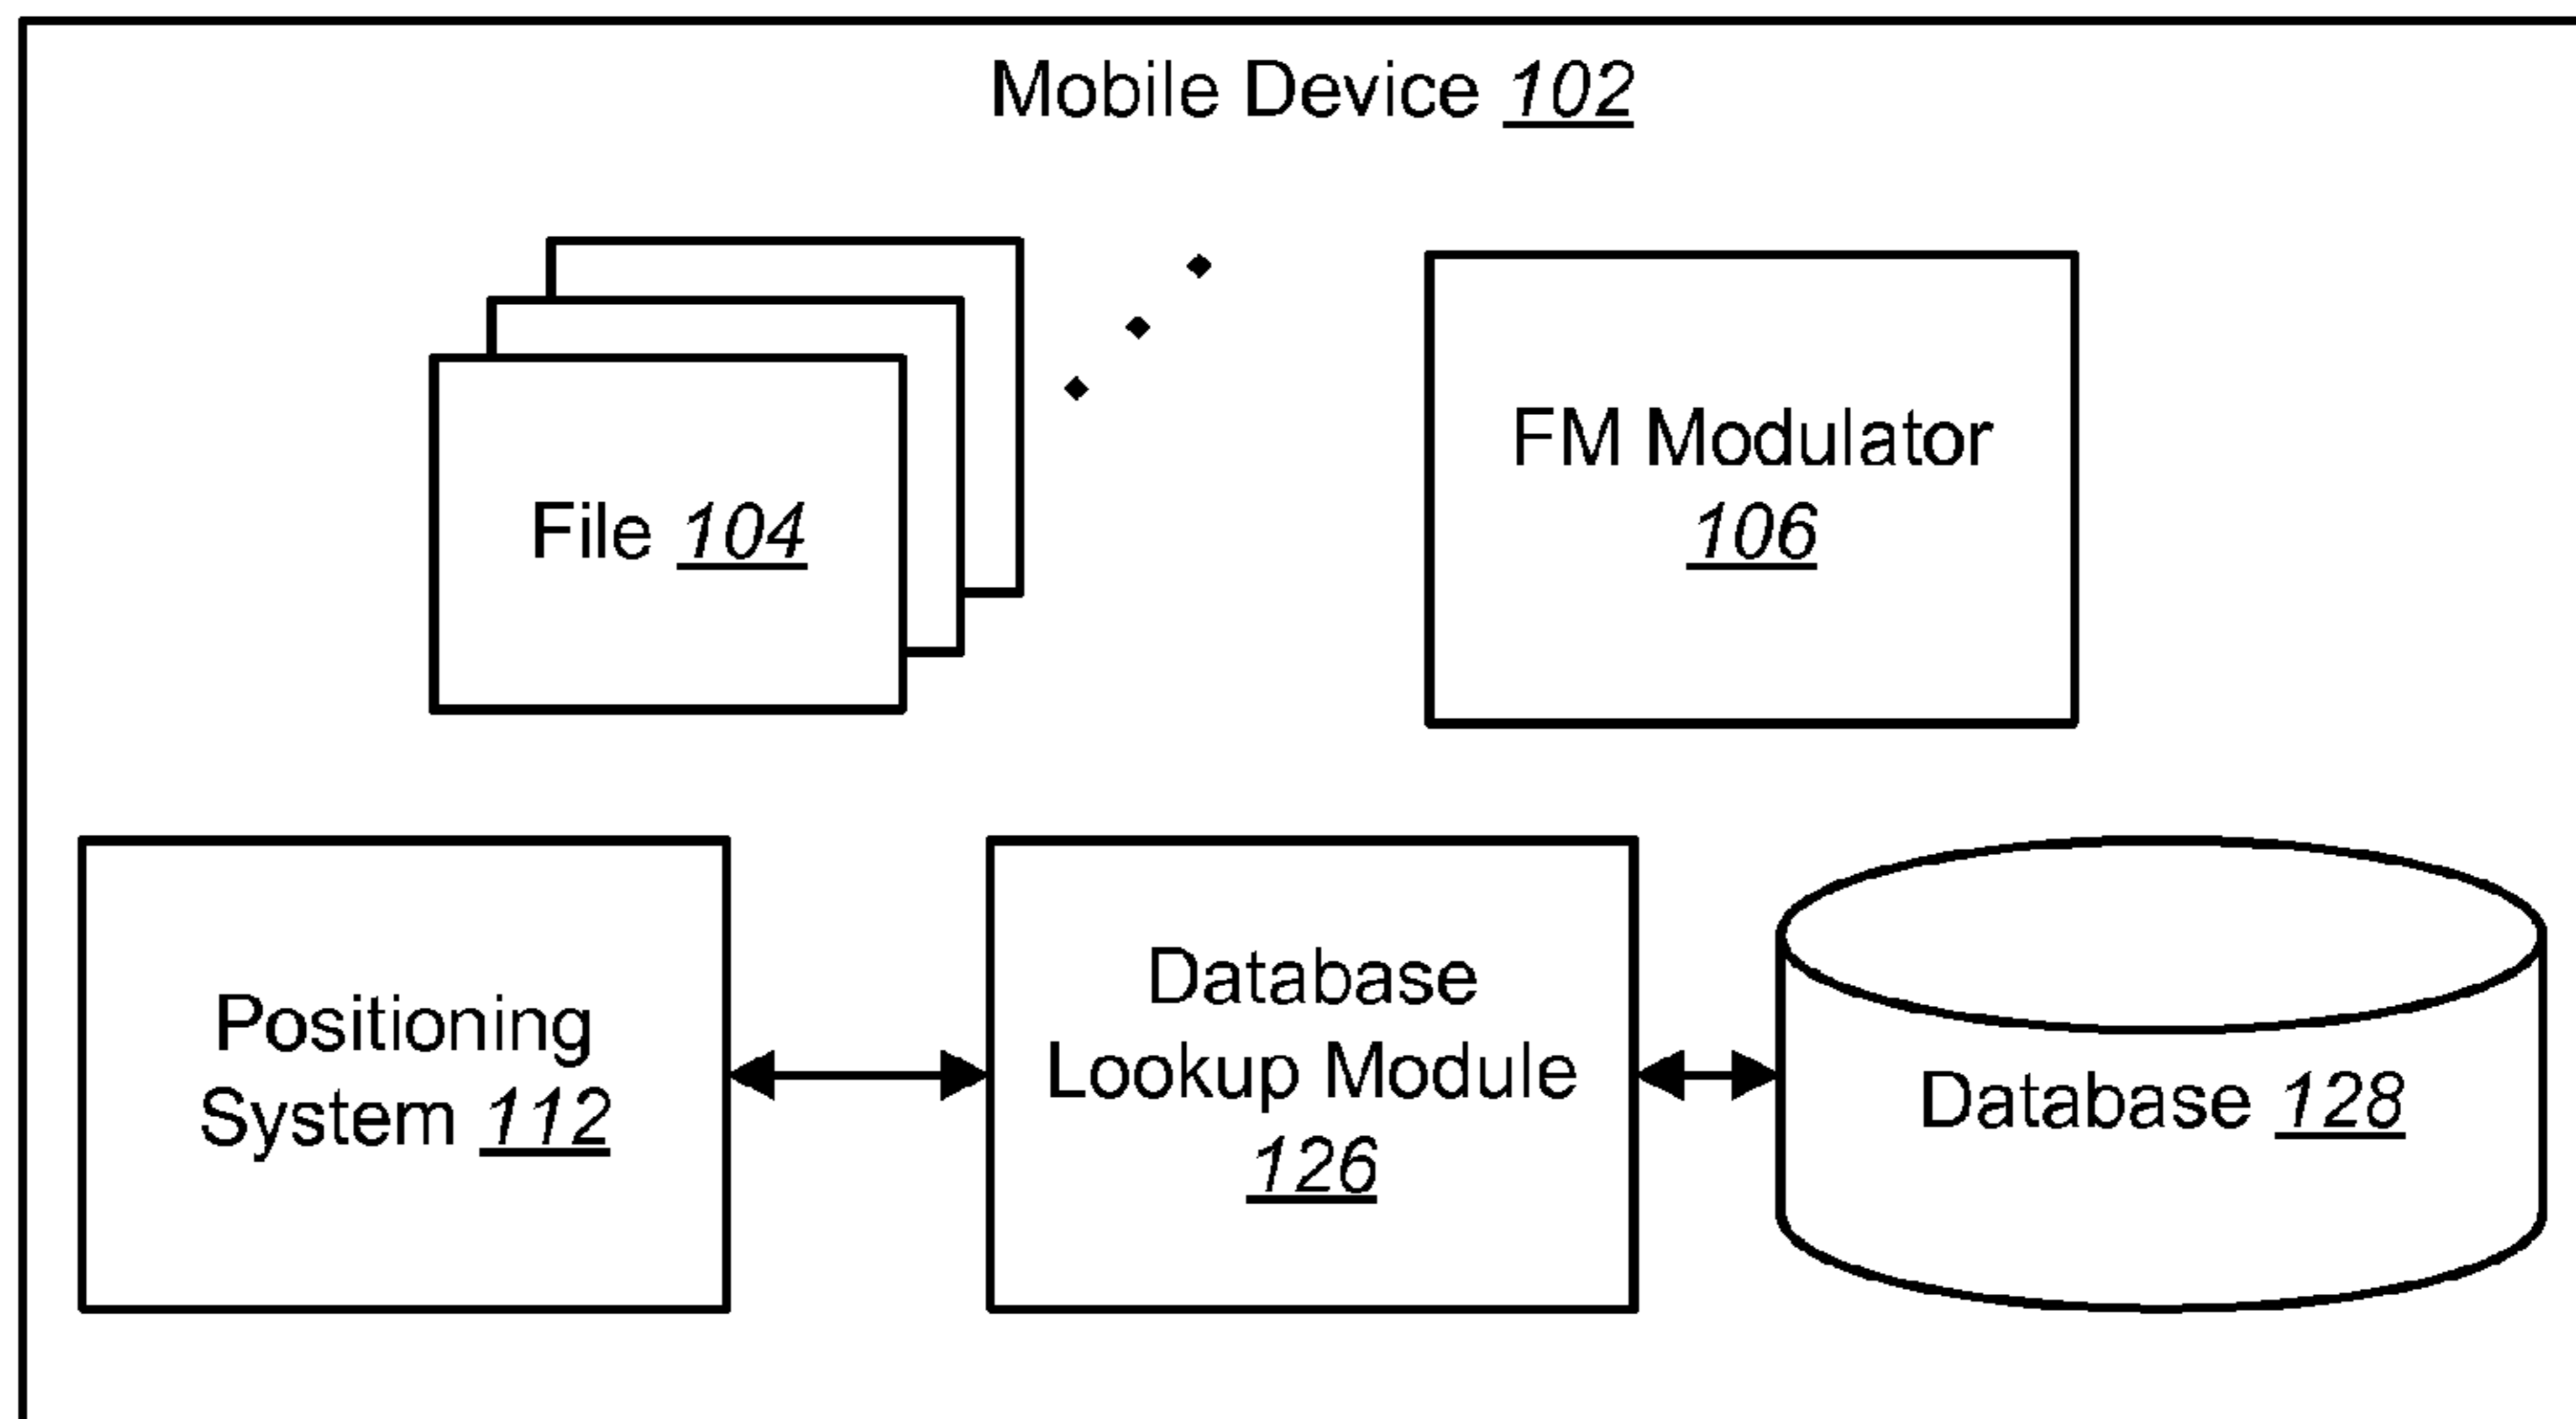 Mobile Device 102
File 104
FM Modulator
106
Positioning
System 112
Database
Lookup Module
126
Database 128